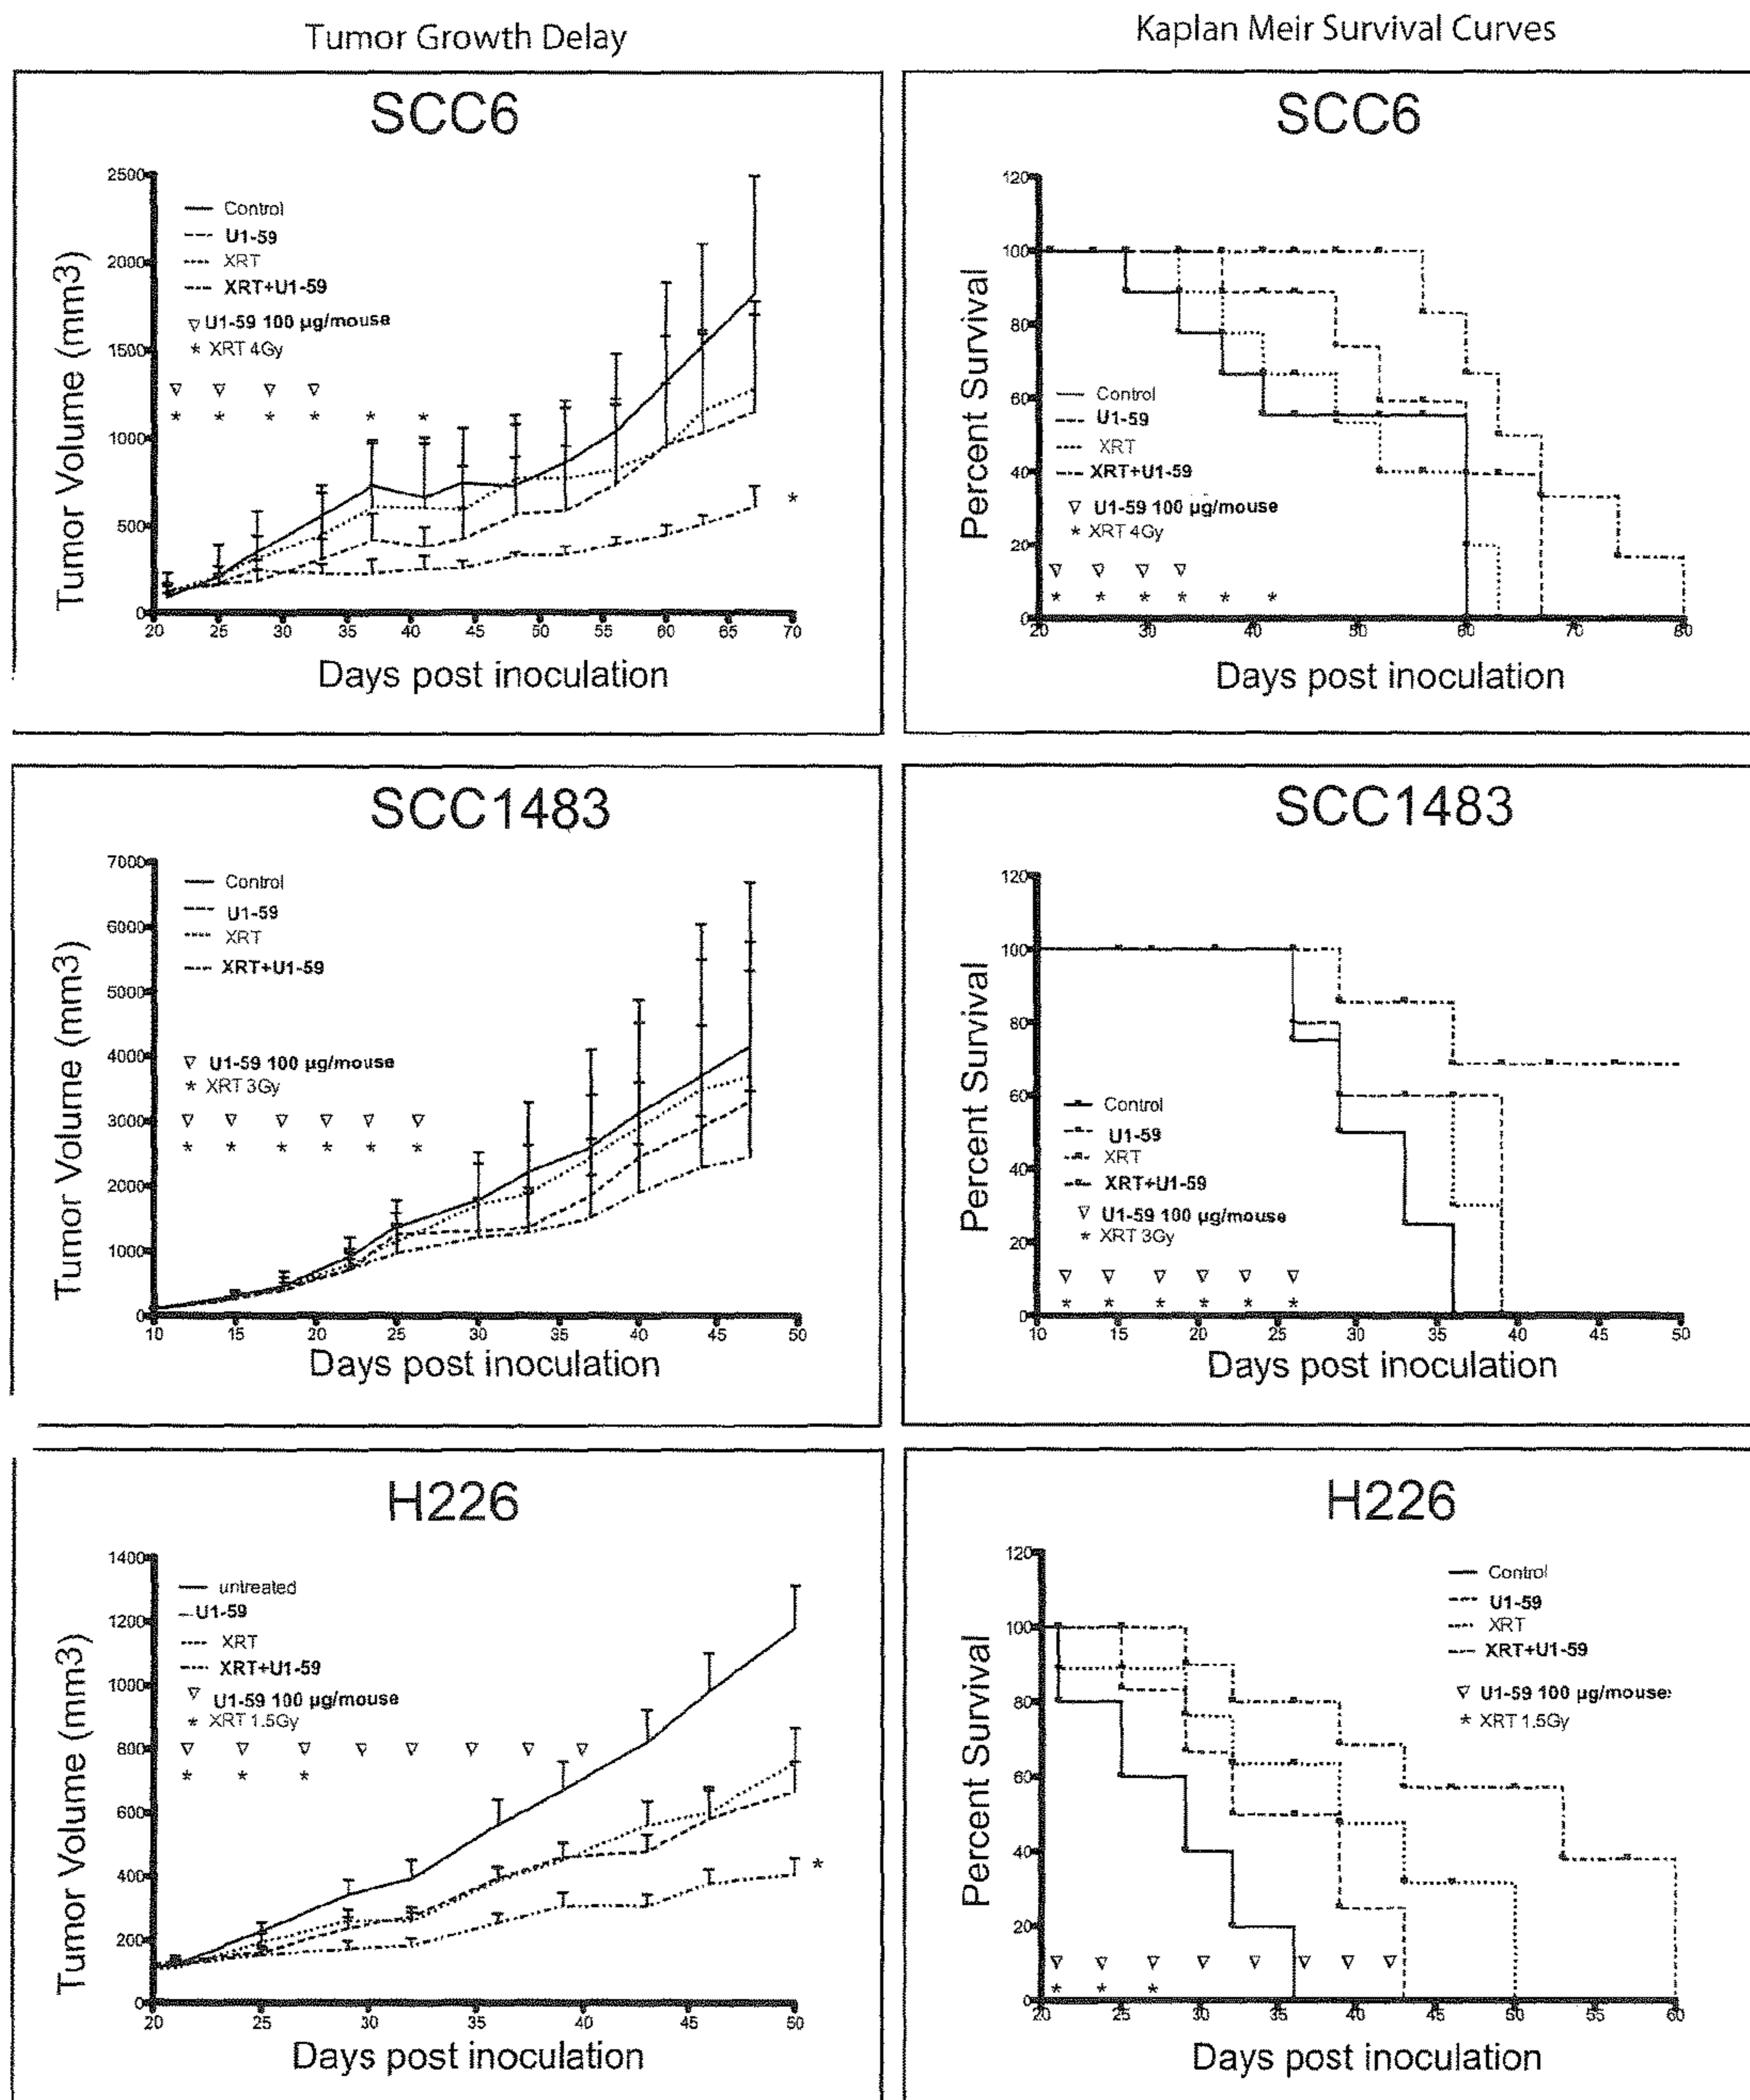 Tumor Growth Delay
Kaplan Meir Survival Curves
SCC6
2500
2000
1500
1000
500
0
Tumor Volume (mm3)
Control
U1-59
XRT
XRT+U1-59
▽ U1-59 100 µg/mouse
* XRT 4Gy
▽ ▽ ▽ ▽
* * * * * *
*
20 25 30 35 40 45 50 55 60 65 70
Days post inoculation
SCC6
120
100
80
60
40
20
0
Percent Survival
Control
U1-59
XRT
XRT+U1-59
▽ U1-59 100 µg/mouse
* XRT 4Gy
▽ ▽ ▽ ▽
* * * * * *
20 30 40 50 60 70 80
Days post inoculation
SCC1483
7000
6000
5000
4000
3000
2000
1000
0
Tumor Volume (mm3)
Control
U1-59
XRT
XRT+U1-59
▽ U1-59 100 µg/mouse
* XRT 3Gy
▽ ▽ ▽ ▽ ▽ ▽
* * * * * *
10 15 20 25 30 35 40 45 50
Days post inoculation
SCC1483
120
100
80
60
40
20
0
Percent Survival
Control
U1-59
XRT
XRT+U1-59
▽ U1-59 100 µg/mouse
* XRT 3Gy
▽ ▽ ▽ ▽ ▽ ▽
* * * * * *
10 15 20 25 30 35 40 45 50
Days post inoculation
H226
1400
1200
1000
800
600
400
200
0
Tumor Volume (mm3)
untreated
U1-59
XRT
XRT+U1-59
▽ U1-59 100 µg/mouse
* XRT 1.5Gy
▽ ▽ ▽ ▽ ▽ ▽ ▽ ▽
* * *
*
20 25 30 35 40 45 50
Days post inoculation
H226
120
100
80
60
40
20
0
Percent Survival
Control
U1-59
XRT
XRT+U1-59
▽ U1-59 100 µg/mouse
* XRT 1.5Gy
▽ ▽ ▽ ▽ ▽ ▽ ▽ ▽
* * *
20 25 30 35 40 45 50 55 60
Days post inoculation